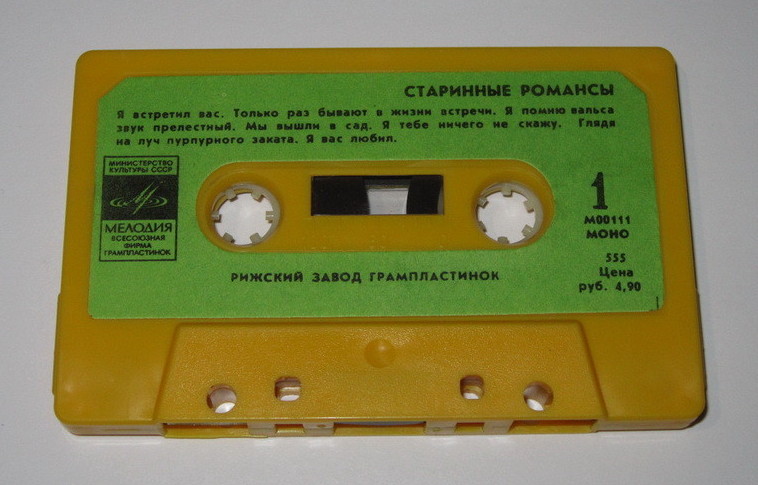 СТАРИННЫЕ РОМАНСЫ
Я встретил вас. Только раз бывают в жизни встречи. Я помню вальса
звук прелестный. Мы вышли в сад. Я тебе ничего не скажу. Глядя
на луч пурпурного заката. Я вас любил.
МИНИСТЕРСТВО
КУЛЬТУРЫ СССР
МЕЛОДИЯ
ВСЕСОЮЗНАЯ
ФИРМА
ГРАМПЛАСТИНОК
1
М00111
МОНО
РИЖСКИЙ ЗАВОД ГРАМПЛАСТИНОК
555
Цена
руб. 4,90